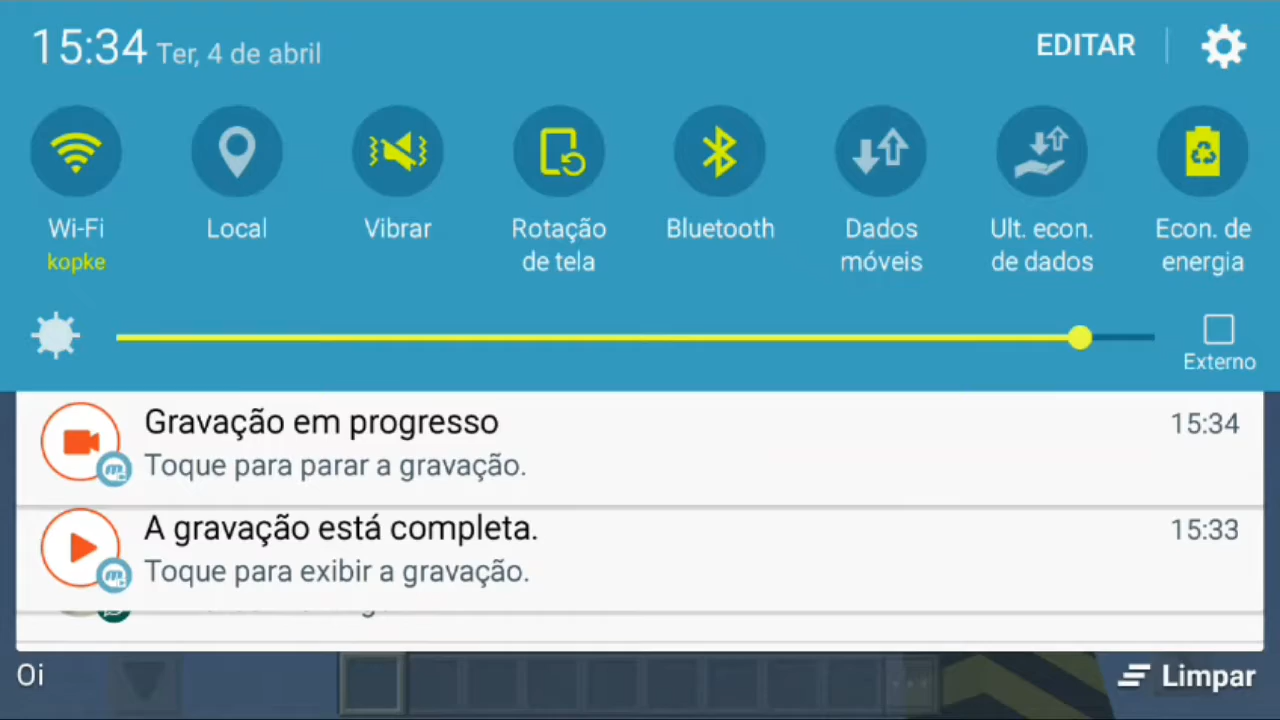 15:34 Ter, 4 de abril
EDITAR
Wi-Fi
kopke
Local
Vibrar
Rotação
de tela
Bluetooth
Dados
móveis
Ult. econ.
de dados
Econ. de
energia
Externo
Gravação em progresso
15:34
Toque para parar a gravação.
A gravação está completa.
15:33
Toque para exibir a gravação.
Oi
Limpar